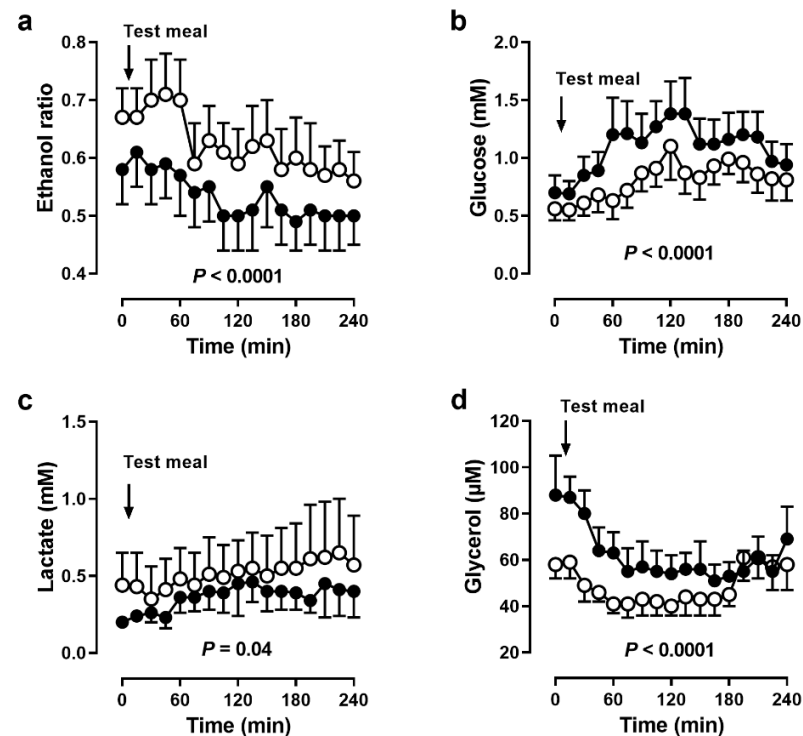 a
Test meal
0.8
0.7
0.6
0.5
0.4
Ethanol ratio
P < 0.0001
0 60 120 180 240
Time (min)
b
Test meal
2.0
1.5
1.0
0.5
0.0
Glucose (mM)
P < 0.0001
0 60 120 180 240
Time (min)
c
Test meal
1.5
1.0
0.5
0.0
Lactate (mM)
P = 0.04
0 60 120 180 240
Time (min)
d
Test meal
120
100
80
60
40
20
Glycerol (µM)
P < 0.0001
0 60 120 180 240
Time (min)